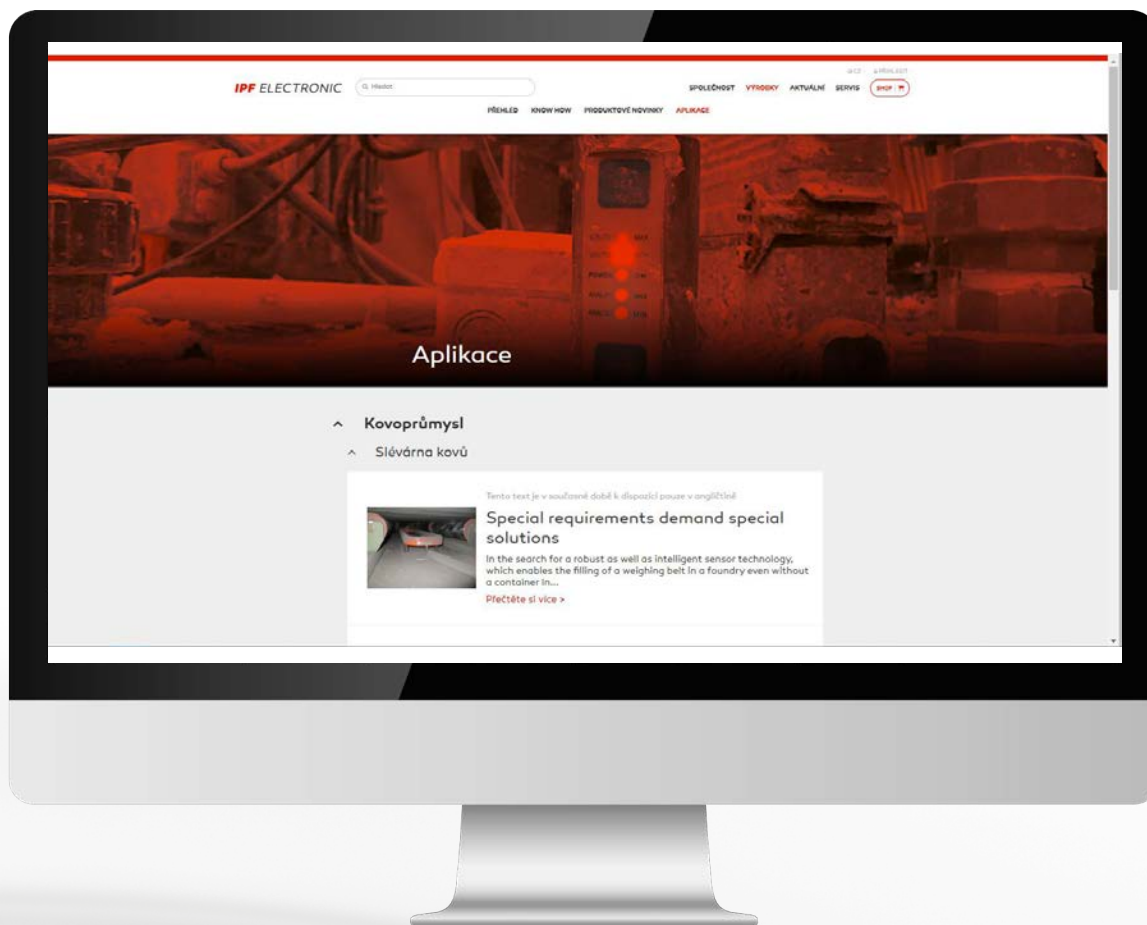 CZ PŘIHLÁSIT
IPF ELECTRONIC
Hledat
SPOLEČNOST VÝROBKY AKTUÁLNÍ SERVIS SHOP
PŘEHLED KNOW HOW PRODUKTOVÉ NOVINKY APLIKACE
Aplikace
Kovoprůmysl
Slévárna kovů
Tento text je v současné době k dispozici pouze v angličtině
Special requirements demand special
solutions
In the search for a robust as well as intelligent sensor technology,
which enables the filling of a weighing belt in a foundry even without
a container in...
Přečtěte si více >